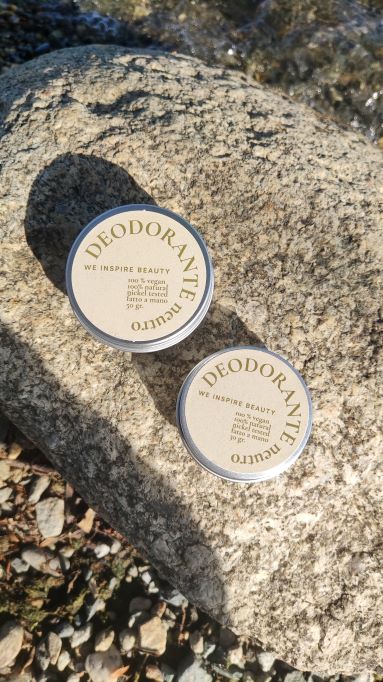 DEODORANTE
WE INSPIRE BEAUTY
100 % vegan
100% natural
nickel tested
fatto a mano
50 gr.
neutro
DEODORANTE
WE INSPIRE BEAUTY
100 % vegan
100% natural
nickel tested
fatto a mano
50 gr.
neutro